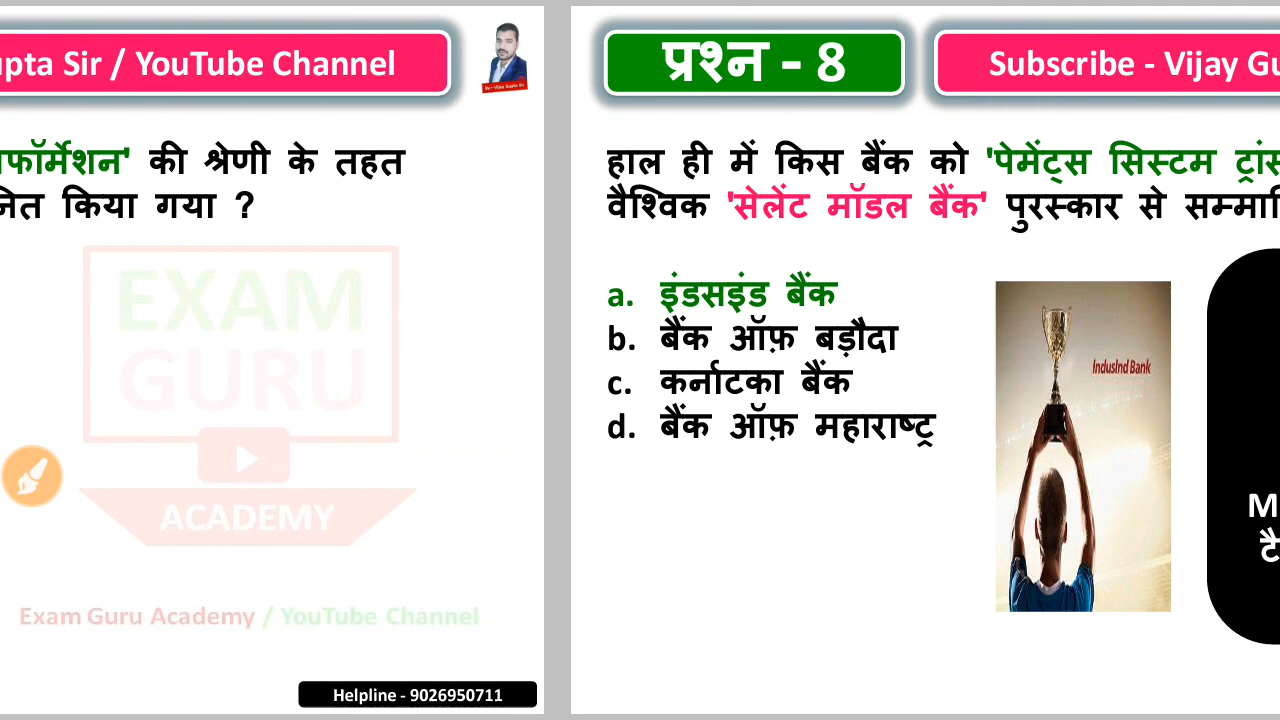 upta Sir / YouTube Channel
Su - Vijay Gupta Sir
फॉर्मेशन' की श्रेणी के तहत
किया गया ?
EXAM
GURU
ACADEMY
Exam Guru Academy / YouTube Channel
Helpline - 9026950711
प्रश्न - 8
Subscribe - Vijay Gu
हाल ही में किस बैंक को 'पेमेंट्स सिस्टम ट्रांस
वैश्विक 'सेलेंट मॉडल बैंक' पुरस्कार से सम्मानि
a. इंडसइंड बैंक
b. बैंक ऑफ़ बड़ौदा
c. कर्नाटका बैंक
d. बैंक ऑफ़ महाराष्ट्र
IndusInd Bank
M
टै